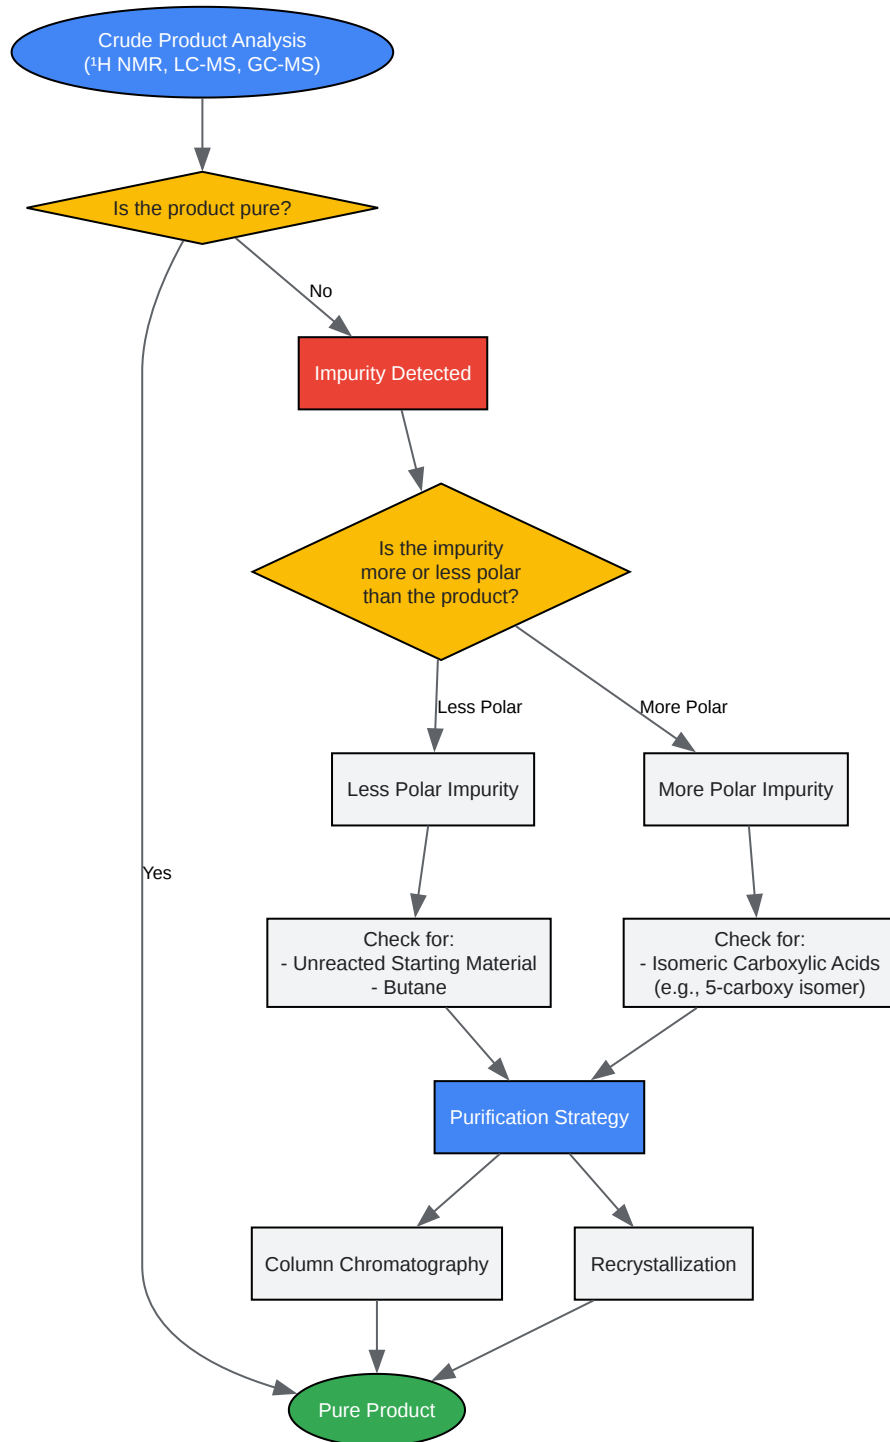 Crude Product Analysis
(¹H NMR, LC-MS, GC-MS)
Is the product pure?
No
Impurity Detected
Is the impurity
more or less polar
than the product?
Less Polar
More Polar
Less Polar Impurity
More Polar Impurity
Yes
Check for:
- Unreacted Starting Material
- Butane
Check for:
- Isomeric Carboxylic Acids
(e.g., 5-carboxy isomer)
Purification Strategy
Column Chromatography
Recrystallization
Pure Product